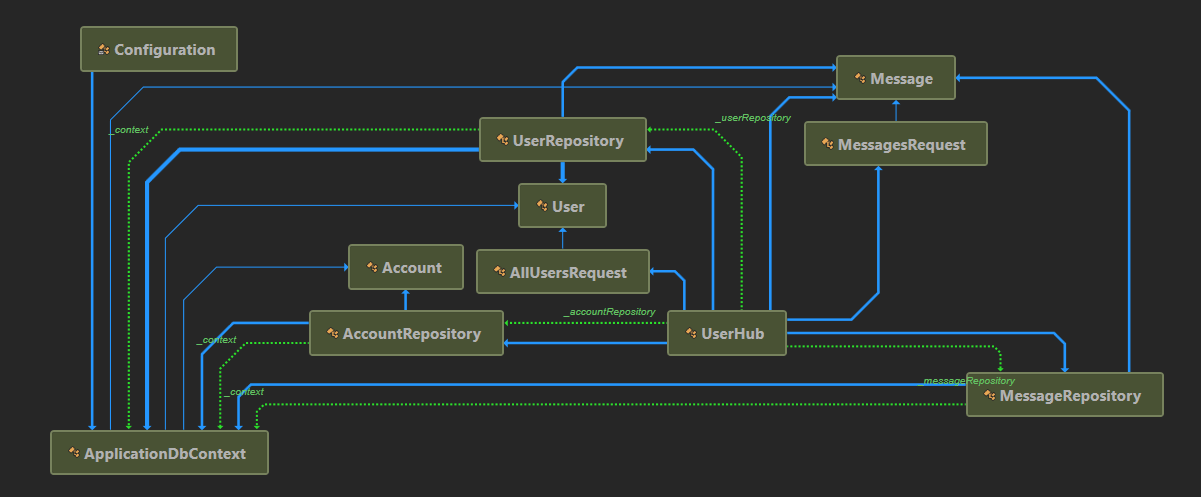 Configuration
Message
_context
_userRepository
UserRepository
MessagesRequest
User
Account
AllUsersRequest
_accountRepository
AccountRepository
UserHub
_context
_messageRepository
_context
MessageRepository
ApplicationDbContext